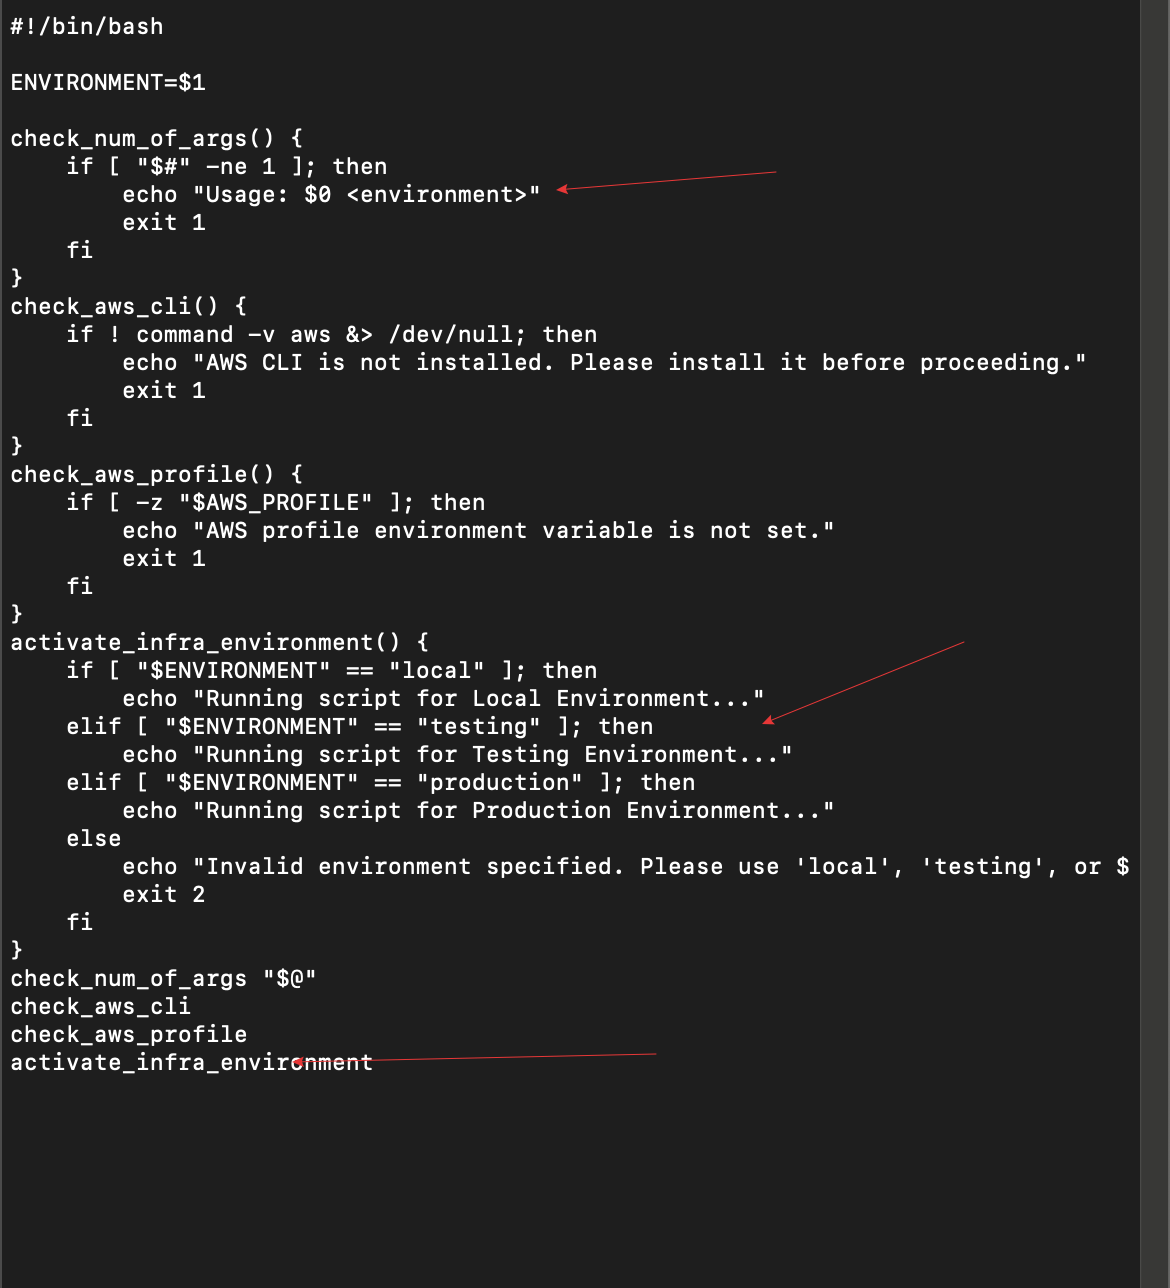 #!/bin/bash

ENVIRONMENT=$1

check_num_of_args() {
    if [ "$#" -ne 1 ]; then
        echo "Usage: $0 <environment>"
        exit 1
    fi
}
check_aws_cli() {
    if ! command -v aws &> /dev/null; then
        echo "AWS CLI is not installed. Please install it before proceeding."
        exit 1
    fi
}
check_aws_profile() {
    if [ -z "$AWS_PROFILE" ]; then
        echo "AWS profile environment variable is not set."
        exit 1
    fi
}
activate_infra_environment() {
    if [ "$ENVIRONMENT" == "local" ]; then
        echo "Running script for Local Environment..."
    elif [ "$ENVIRONMENT" == "testing" ]; then
        echo "Running script for Testing Environment..."
    elif [ "$ENVIRONMENT" == "production" ]; then
        echo "Running script for Production Environment..."
    else
        echo "Invalid environment specified. Please use 'local', 'testing', or $
        exit 2
    fi
}
check_num_of_args "$@"
check_aws_cli
check_aws_profile
activate_infra_environment